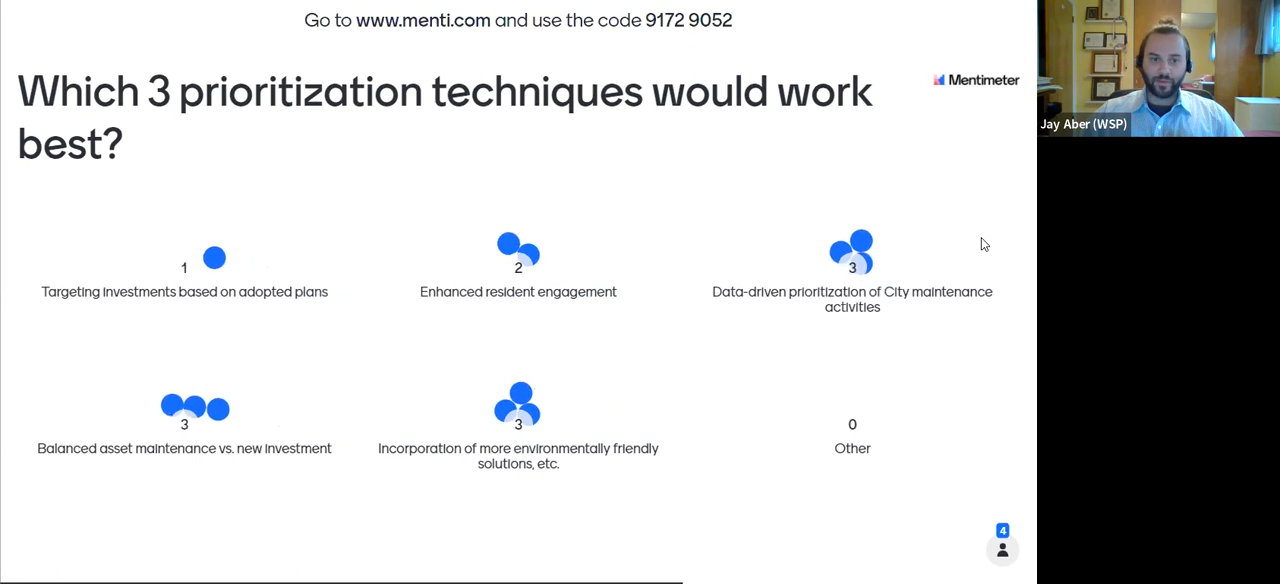 Go to www.menti.com and use the code 9172 9052
Which 3 prioritization techniques would work
best?
Mentimeter
Jay Aber (WSP)
1
Targeting investments based on adopted plans
2
Enhanced resident engagement
3
Data-driven prioritization of City maintenance
activities
3
Balanced asset maintenance vs. new investment
3
Incorporation of more environmentally friendly
solutions, etc.
0
Other
4